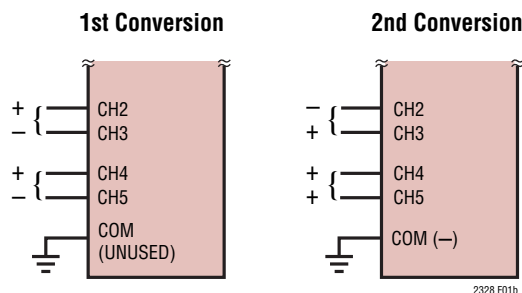 1st Conversion
+ { CH2
– CH3
+ { CH4
– CH5
COM
(UNUSED)
2nd Conversion
– { CH2
+ CH3
+ { CH4
+ CH5
COM (–)
2328 F01b